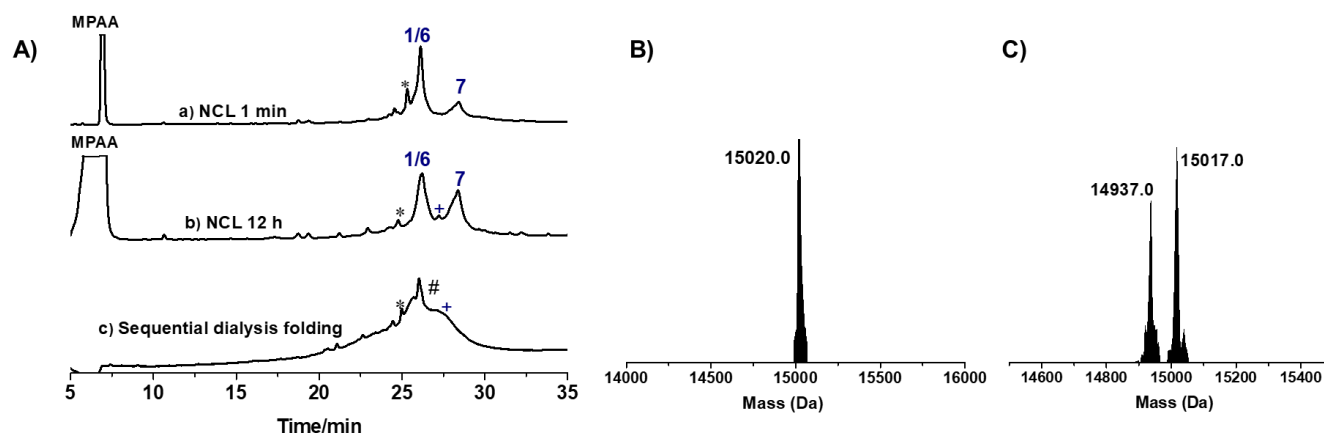 A)
MPAA
1/6
*
7
a) NCL 1 min
MPAA
1/6
7
*
+
b) NCL 12 h
#
*
+
c) Sequential dialysis folding
5 10 15 20 25 30 35
Time/min
B)
15020.0
14000 14500 15000 15500 16000
Mass (Da)
C)
15017.0
14937.0
14600 14800 15000 15200 15400
Mass (Da)